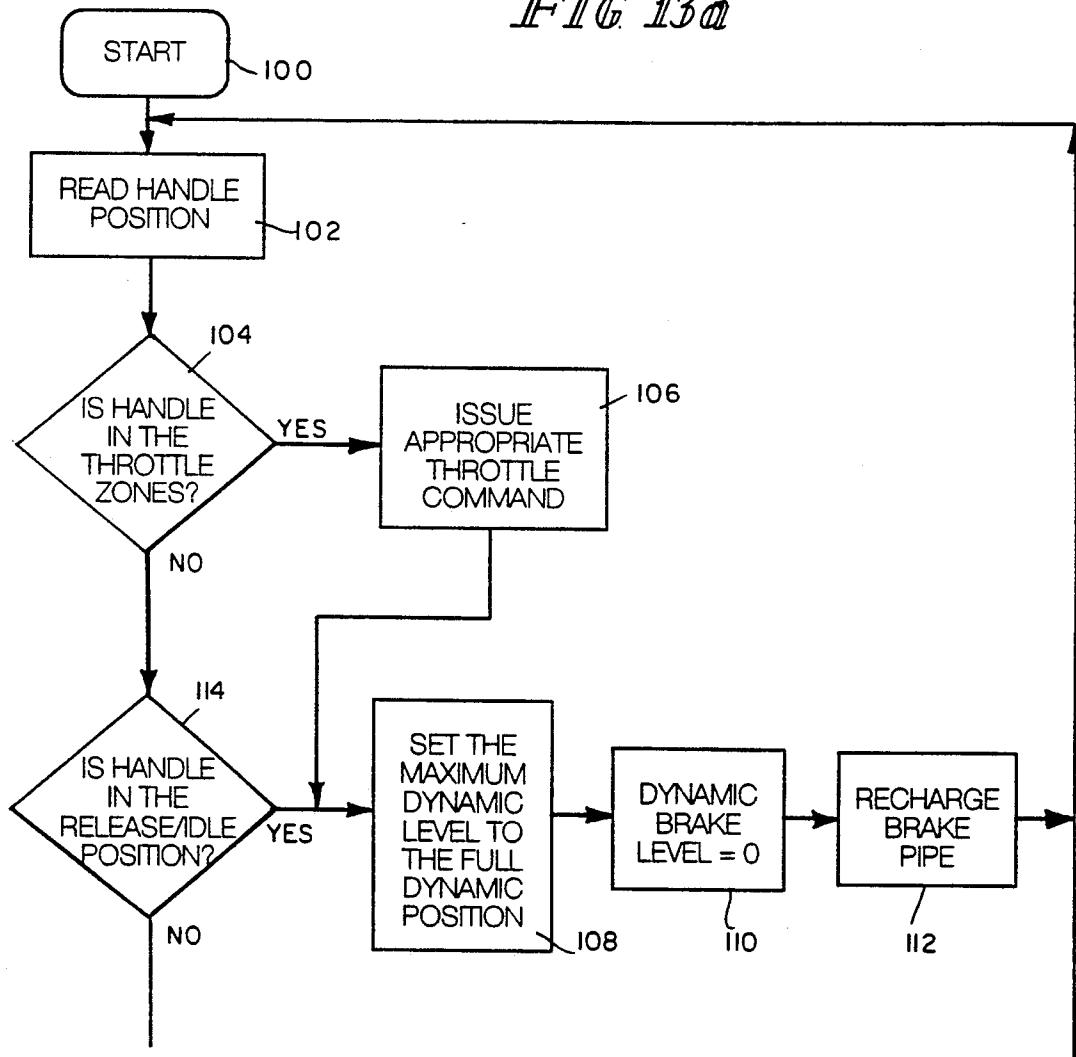 FIG. 13a
START
100
READ HANDLE
POSITION
102
104
IS HANDLE
IN THE
THROTTLE
ZONES?
YES
NO
ISSUE
APPROPRIATE
THROTTLE
COMMAND
106
114
IS HANDLE
IN THE
RELEASE/IDLE
POSITION?
YES
NO
SET THE
MAXIMUM
DYNAMIC
LEVEL TO
THE FULL
DYNAMIC
POSITION
108
DYNAMIC
BRAKE
LEVEL = 0
110
RECHARGE
BRAKE
PIPE
112